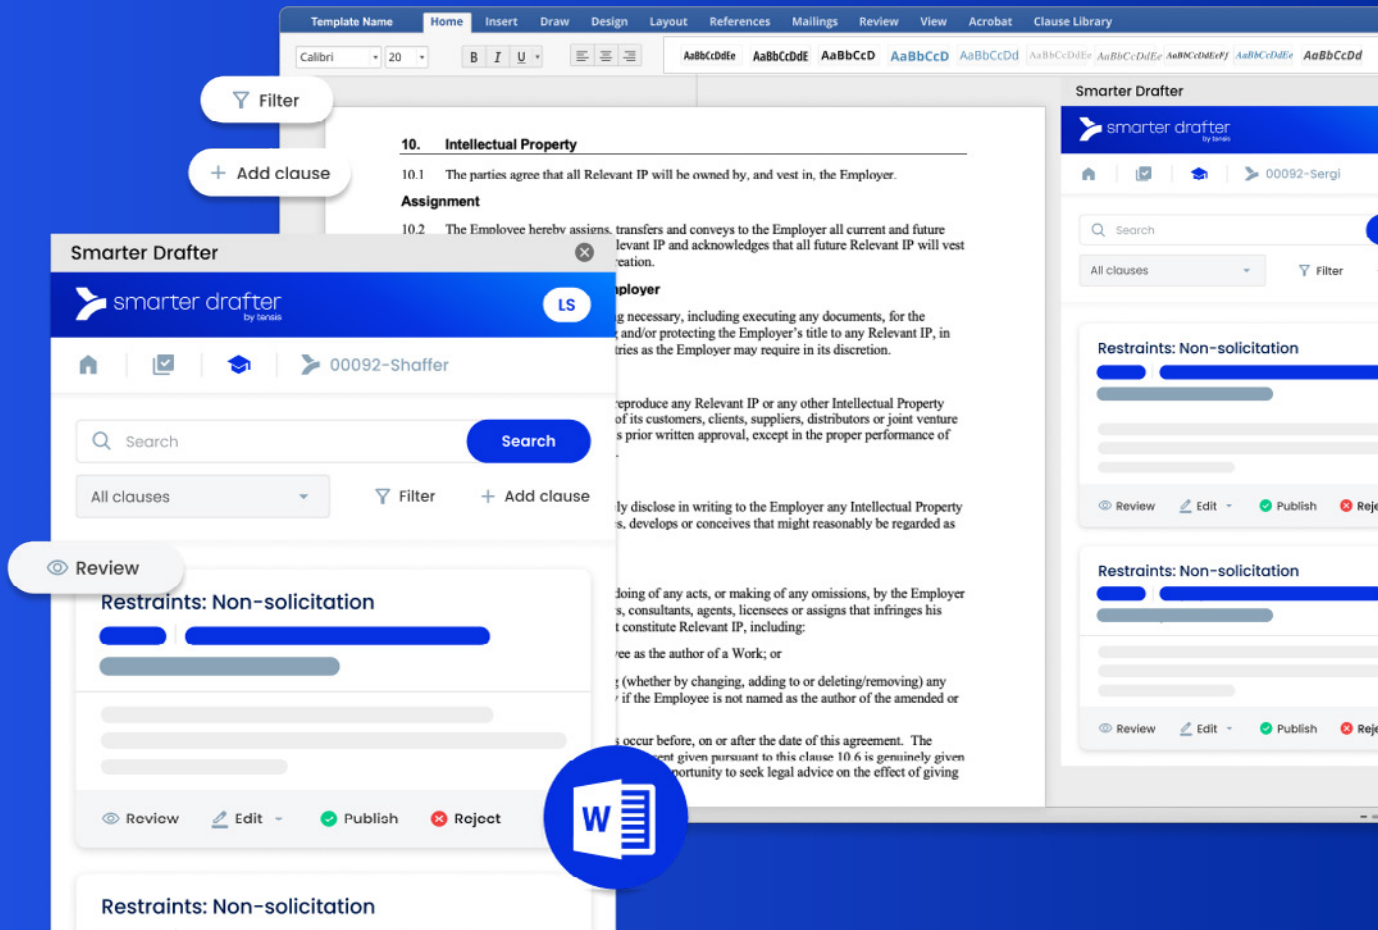 Template Name Home Insert Draw Design Layout References Mailings Review View Acrobat Clause Library
Calibri 20 B I U AaBbCcDdEe AaBbCcDdE AaBbCcD AaBbCcD AaBbCcDd AaBbCcDdEe AaBbCcDdEe AaBbCcDdEeFf AaBbCcDdEe AaBbCcDd
Filter
Add clause
10. Intellectual Property
10.1 The parties agree that all Relevant IP will be owned by, and vest in, the Employer.
Assignment
10.2 The Employee hereby assigns, transfers and conveys to the Employer all current and future
levant IP and acknowledges that all future Relevant IP will vest
reation.
nployer
g necessary, including executing any documents, for the
and/or protecting the Employer's title to any Relevant IP, in
tries as the Employer may require in its discretion.
reproduce any Relevant IP or any other Intellectual Property
of its customers, clients, suppliers, distributors or joint venture
s prior written approval, except in the proper performance of
ly disclose in writing to the Employer any Intellectual Property
s, develops or conceives that might reasonably be regarded as
doing of any acts, or making of any omissions, by the Employer
s, consultants, agents, licensees or assigns that infringes his
t constitute Relevant IP, including:
ee as the author of a Work; or
(whether by changing, adding to or deleting/removing) any
if the Employee is not named as the author of the amended or
s occur before, on or after the date of this agreement. The
ent given pursuant to this clause 10.6 is genuinely given
portunity to seek legal advice on the effect of giving
Smarter Drafter
smarter drafter
by tensis
LS
00092-Shaffer
Search
Search
All clauses Filter Add clause
Review
Restraints: Non-solicitation
Review Edit Publish Reject
W
Restraints: Non-solicitation
Smarter Drafter
smarter drafter
by tensis
00092-Sergi
Search
All clauses Filter
Restraints: Non-solicitation
Review Edit Publish Reje
Restraints: Non-solicitation
Review Edit Publish Reje